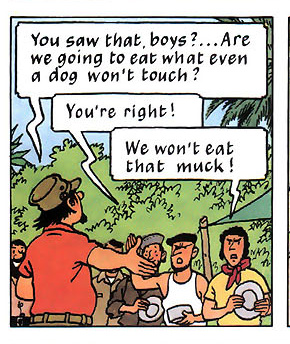 You saw that, boys?...Are
we going to eat what even
a dog won't touch?
You're right!
We won't eat
that muck!